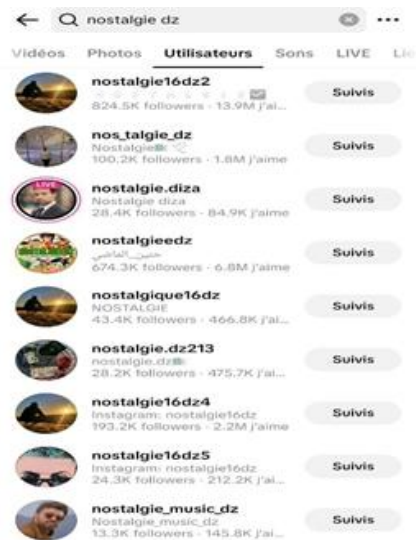 nostalgie dz
Vidéos Photos Utilisateurs Sons LIVE Lie
nostalgie16dz2
824.5K followers · 13.9M j'ai...
Suivis
nos_talgie_dz
Nostalgie
100.2K followers · 1.8M j'aime
Suivis
LIVE
nostalgie.diza
Nostalgie diza
28.4K followers · 84.9K j'aime
Suivis
nostalgieedz
حنين_الماضي
674.3K followers · 6.8M j'aime
Suivis
nostalgique16dz
NOSTALGIE
43.4K followers · 466.8K j'ai...
Suivis
nostalgie.dz213
nostalgie.dz
28.2K followers · 475.7K j'ai...
Suivis
nostalgie16dz4
Instagram: nostalgie16dz
193.2K followers · 2.2M j'aime
Suivis
nostalgie16dz5
Instagram: nostalgie16dz
24.3K followers · 212.2K j'ai...
Suivis
nostalgie_music_dz
Nostalgie_music_dz
13.3K followers · 145.8K j'ai...
Suivis